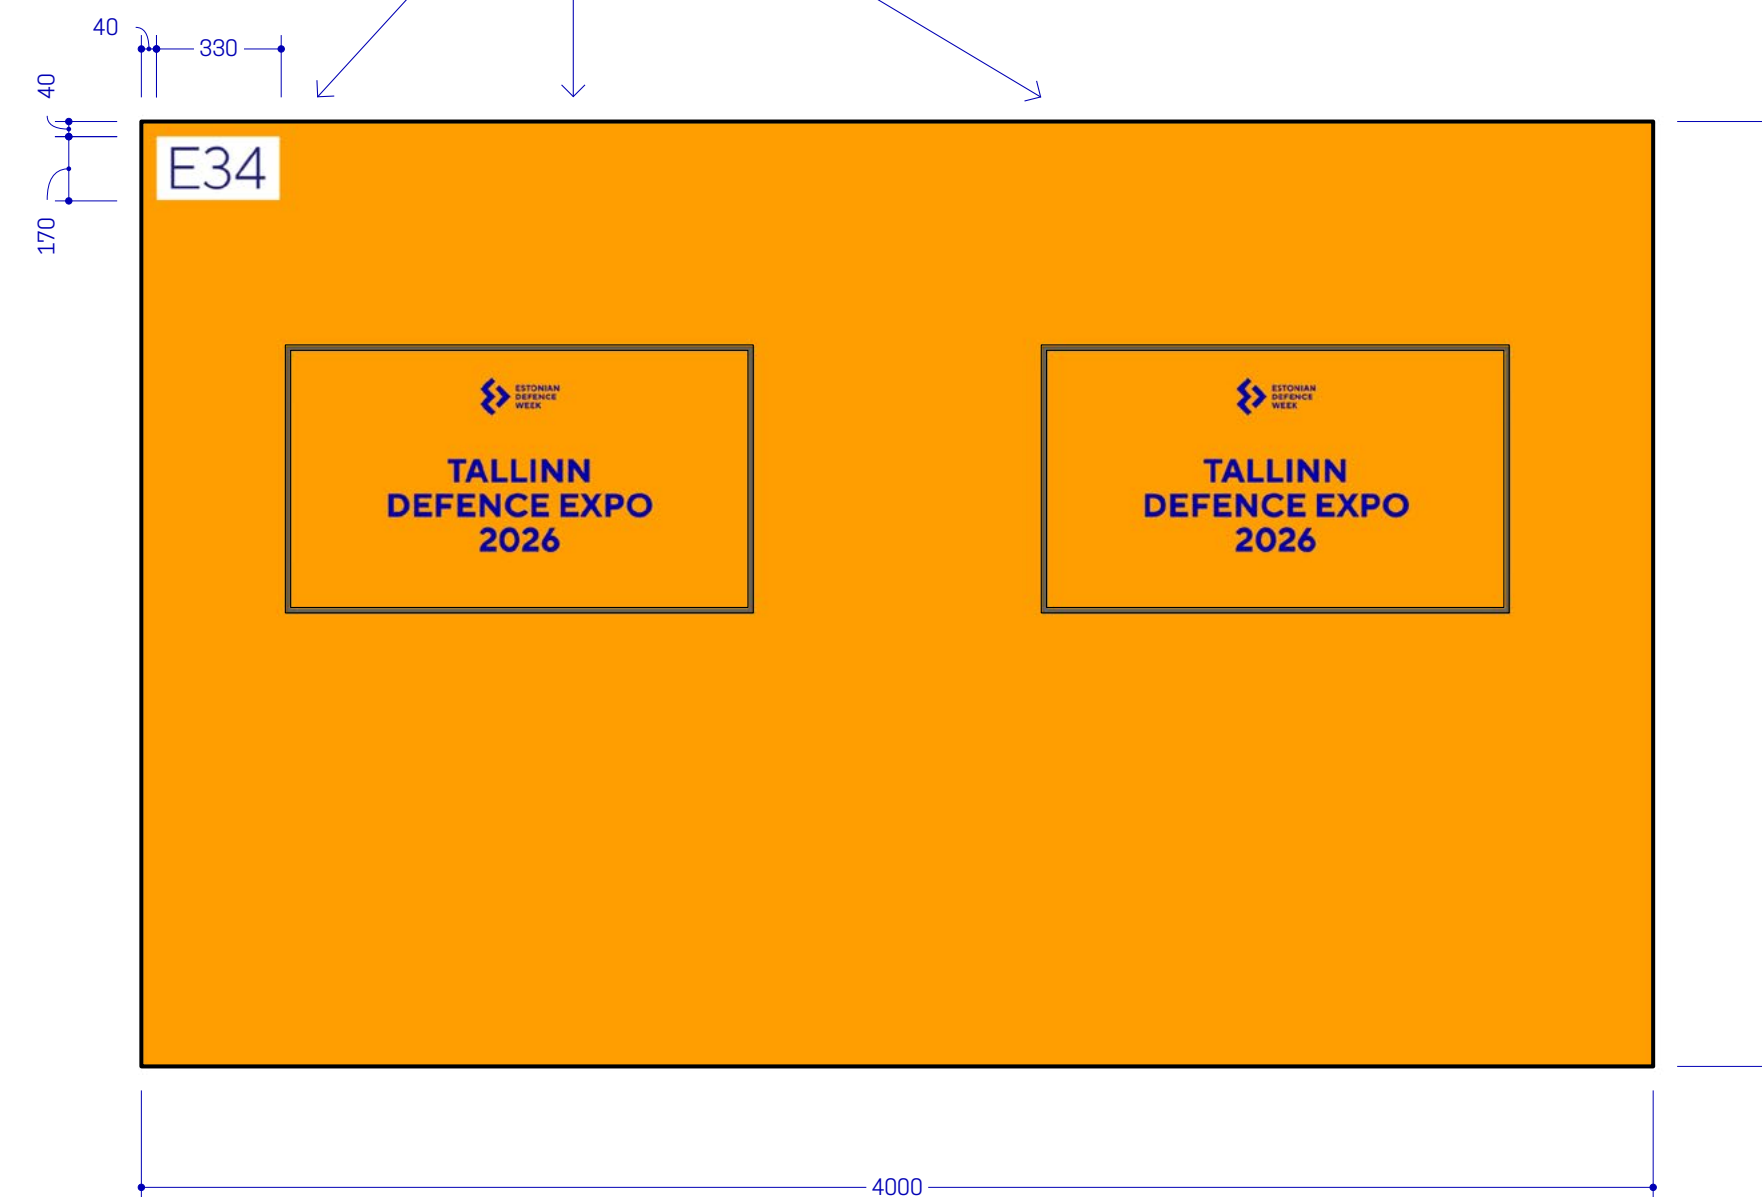 40
330
40
170
E34
ESTONIAN
DEFENCE
WEEK
TALLINN
DEFENCE EXPO
2026
ESTONIAN
DEFENCE
WEEK
TALLINN
DEFENCE EXPO
2026
4000